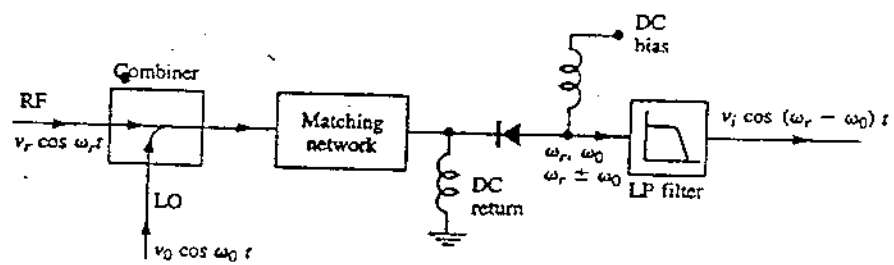 Combiner
RF
v_r cos ω_r t
LO
v_0 cos ω_0 t
Matching
network
DC
return
DC
bias
ω_r, ω_0
ω_r ± ω_0
LP filter
v_i cos (ω_r − ω_0) t